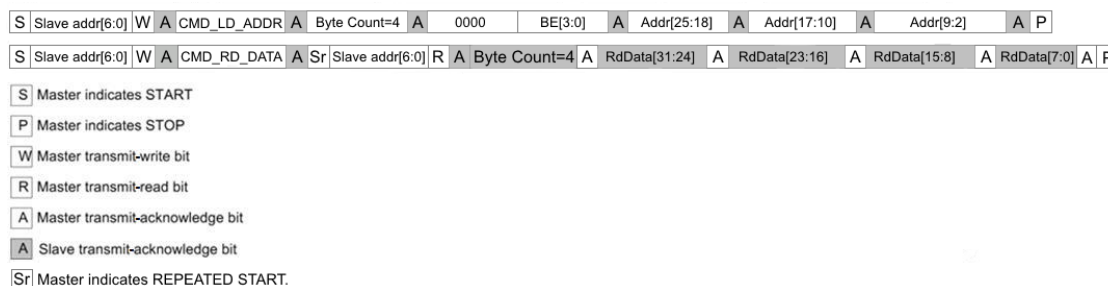 S Slave addr[6:0] W A CMD_LD_ADDR A Byte Count=4 A 0000 BE[3:0] A Addr[25:18] A Addr[17:10] A Addr[9:2] A P
S Slave addr[6:0] W A CMD_RD_DATA A Sr Slave addr[6:0] R A Byte Count=4 A RdData[31:24] A RdData[23:16] A RdData[15:8] A RdData[7:0] A P
S Master indicates START
P Master indicates STOP
W Master transmit-write bit
R Master transmit-read bit
A Master transmit-acknowledge bit
A Slave transmit-acknowledge bit
Sr Master indicates REPEATED START.